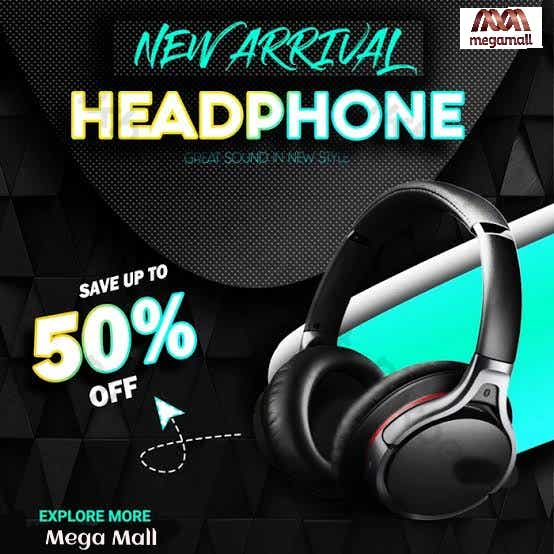 NEW ARRIVAL
megamall
HEADPHONE
GREAT SOUND IN NEW STYLE
SAVE UP TO
50%
OFF
EXPLORE MORE
Mega Mall